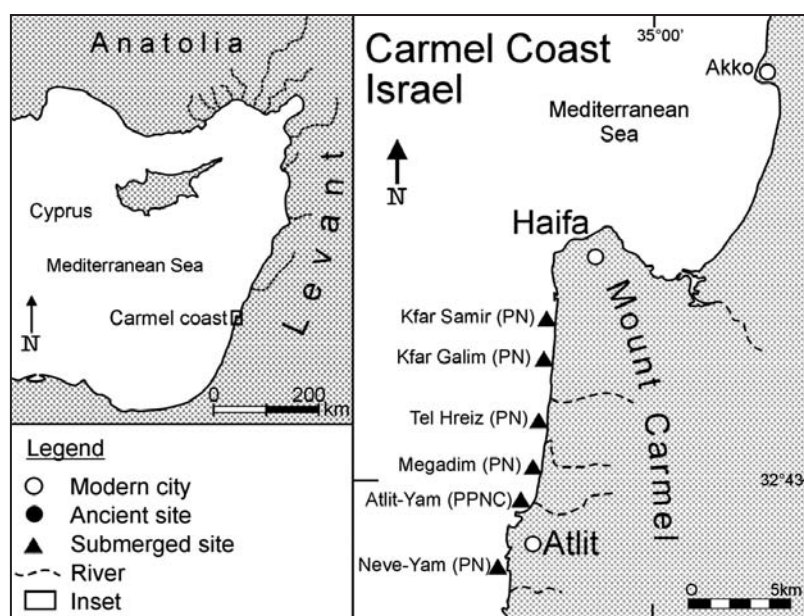 Anatolia
Cyprus
Mediterranean Sea
Levant
Carmel coast
N
0 200
km
Legend
Modern city
Ancient site
Submerged site
River
Inset
Carmel Coast
Israel
35°00'
Akko
Mediterranean
Sea
N
Haifa
Mount Carmel
Kfar Samir (PN)
Kfar Galim (PN)
Tel Hreiz (PN)
Megadim (PN)
32°43
Atlit-Yam (PPNC)
Atlit
Neve-Yam (PN)
0 5km